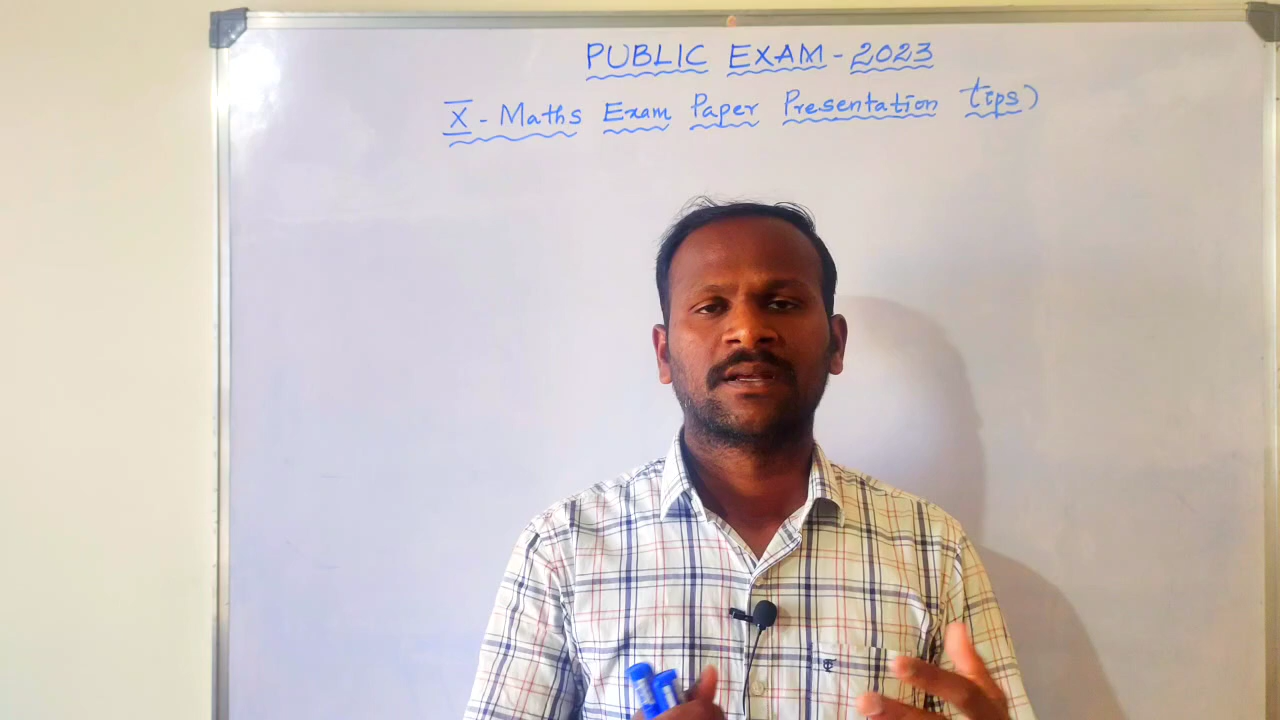 PUBLIC EXAM - 2023
X - Maths Exam Paper Presentation tips)